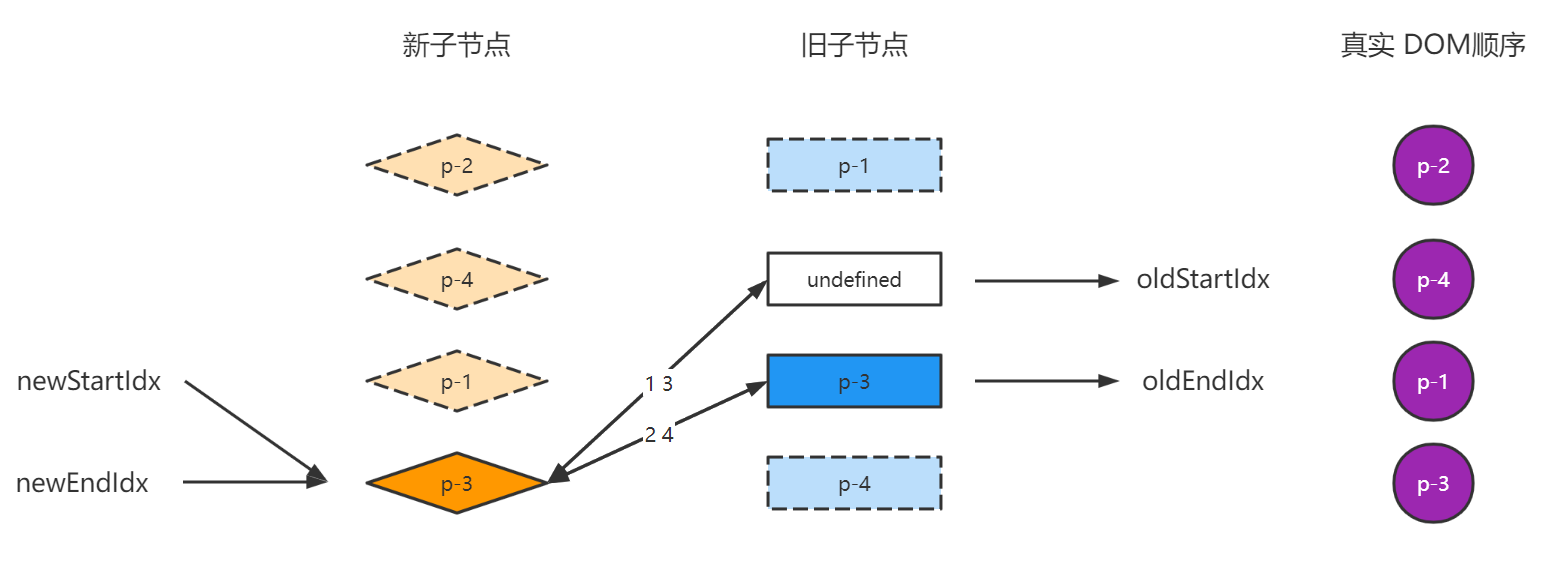 新子节点 旧子节点 真实 DOM顺序
p-2 p-1 p-2
p-4 undefined oldStartIdx p-4
newStartIdx p-1 1 3 p-3 oldEndIdx p-1
2 4
newEndIdx p-3 p-4 p-3